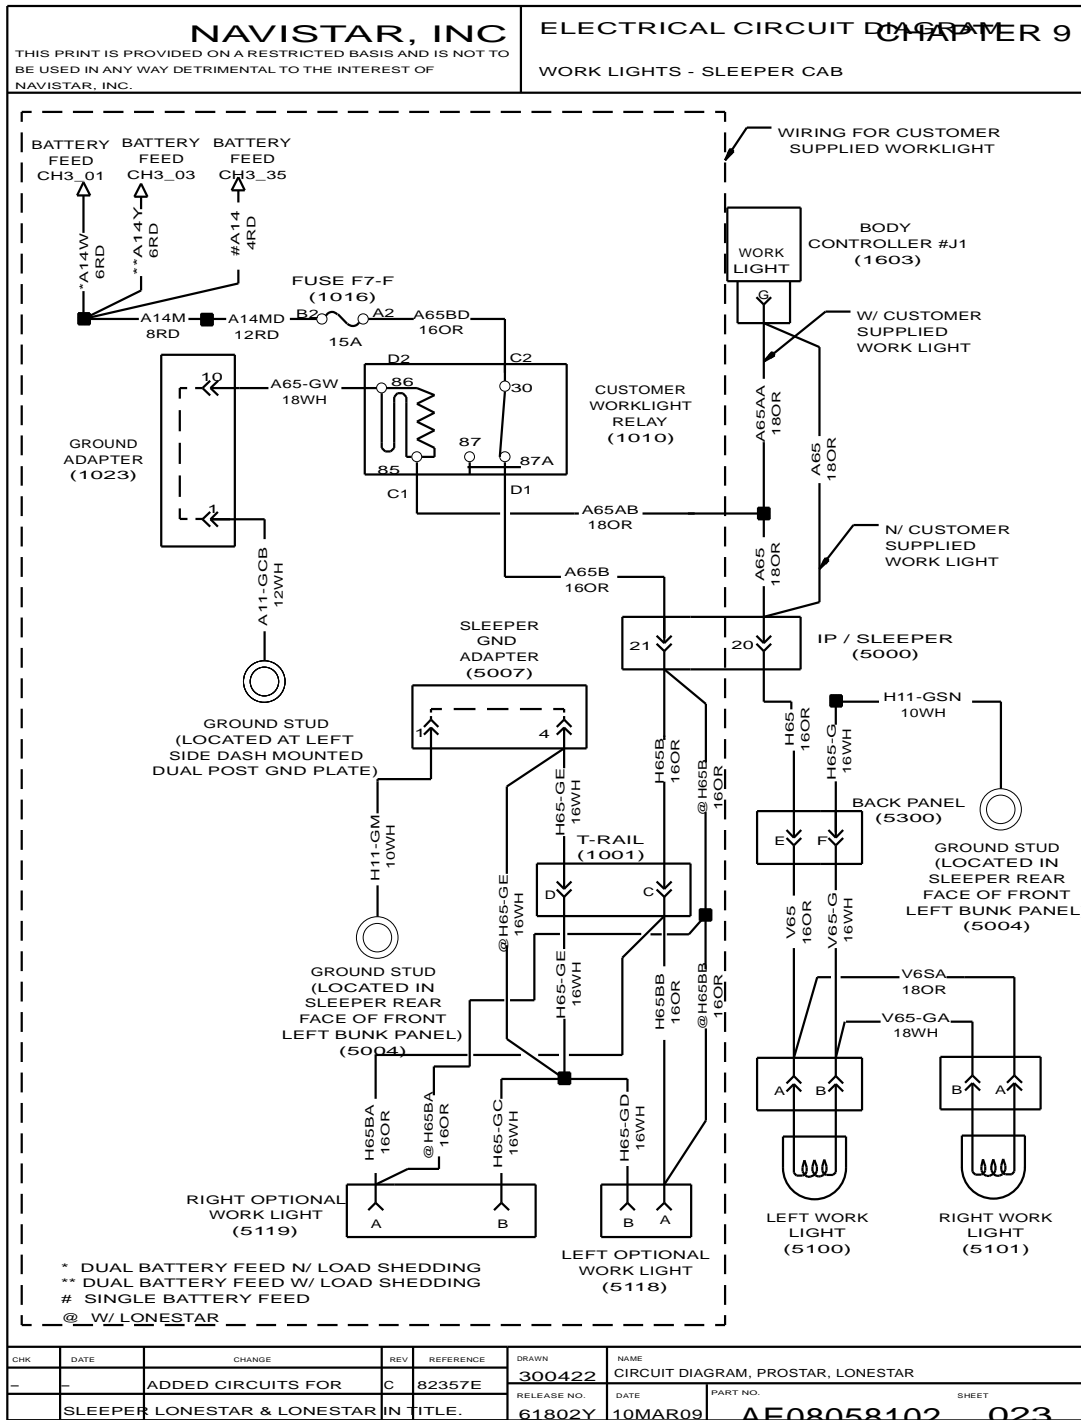 NAVISTAR, INC
THIS PRINT IS PROVIDED ON A RESTRICTED BASIS AND IS NOT TO
BE USED IN ANY WAY DETRIMENTAL TO THE INTEREST OF
NAVISTAR, INC.
ELECTRICAL CIRCUIT DIAGRAM
CHAPTER 9
WORK LIGHTS - SLEEPER CAB
BATTERY
FEED
CH3_01
BATTERY
FEED
CH3_03
BATTERY
FEED
CH3_35
WIRING FOR CUSTOMER
SUPPLIED WORKLIGHT
*A14W
6RD
**A14Y
6RD
#A14
4RD
WORK
LIGHT
G
BODY
CONTROLLER #J1
(1603)
FUSE F7-F
(1016)
B2
A2
15A
A14M
8RD
A14MD
12RD
A65BD
16OR
W/ CUSTOMER
SUPPLIED
WORK LIGHT
D2
C2
86
30
87
85
87A
C1
D1
CUSTOMER
WORKLIGHT
RELAY
(1010)
10
1
A65-GW
18WH
GROUND
ADAPTER
(1023)
A65AA
18OR
A65
18OR
A65AB
18OR
A65
18OR
N/ CUSTOMER
SUPPLIED
WORK LIGHT
A11-GCB
12WH
A65B
16OR
GROUND STUD
(LOCATED AT LEFT
SIDE DASH MOUNTED
DUAL POST GND PLATE)
SLEEPER
GND
ADAPTER
(5007)
1
4
21
20
IP / SLEEPER
(5000)
H11-GSN
10WH
H65
16OR
H65-G
16WH
H65B
16OR
@H65B
16OR
H65-GE
16WH
H11-GM
10WH
BACK PANEL
(5300)
E
F
GROUND STUD
(LOCATED IN
SLEEPER REAR
FACE OF FRONT
LEFT BUNK PANEL
(5004)
T-RAIL
(1001)
D
C
@H65-GE
16WH
V65
16OR
V65-G
16WH
GROUND STUD
(LOCATED IN
SLEEPER REAR
FACE OF FRONT
LEFT BUNK PANEL)
(5004)
H65-GE
16WH
H65BB
16OR
@H65BB
16OR
V6SA
18OR
V65-GA
18WH
A
B
B
A
H65BA
16OR
@H65BA
16OR
H65-GC
16WH
H65-GD
16WH
RIGHT OPTIONAL
WORK LIGHT
(5119)
A
B
B
A
LEFT OPTIONAL
WORK LIGHT
(5118)
LEFT WORK
LIGHT
(5100)
RIGHT WORK
LIGHT
(5101)
* DUAL BATTERY FEED N/ LOAD SHEDDING
** DUAL BATTERY FEED W/ LOAD SHEDDING
# SINGLE BATTERY FEED
@ W/ LONESTAR
CHK DATE CHANGE REV REFERENCE
– – ADDED CIRCUITS FOR C 82357E
SLEEPER LONESTAR & LONESTAR IN TITLE.
DRAWN
300422
NAME
CIRCUIT DIAGRAM, PROSTAR, LONESTAR
RELEASE NO.
61802Y
DATE
10MAR09
PART NO.
AE08058102
SHEET
023